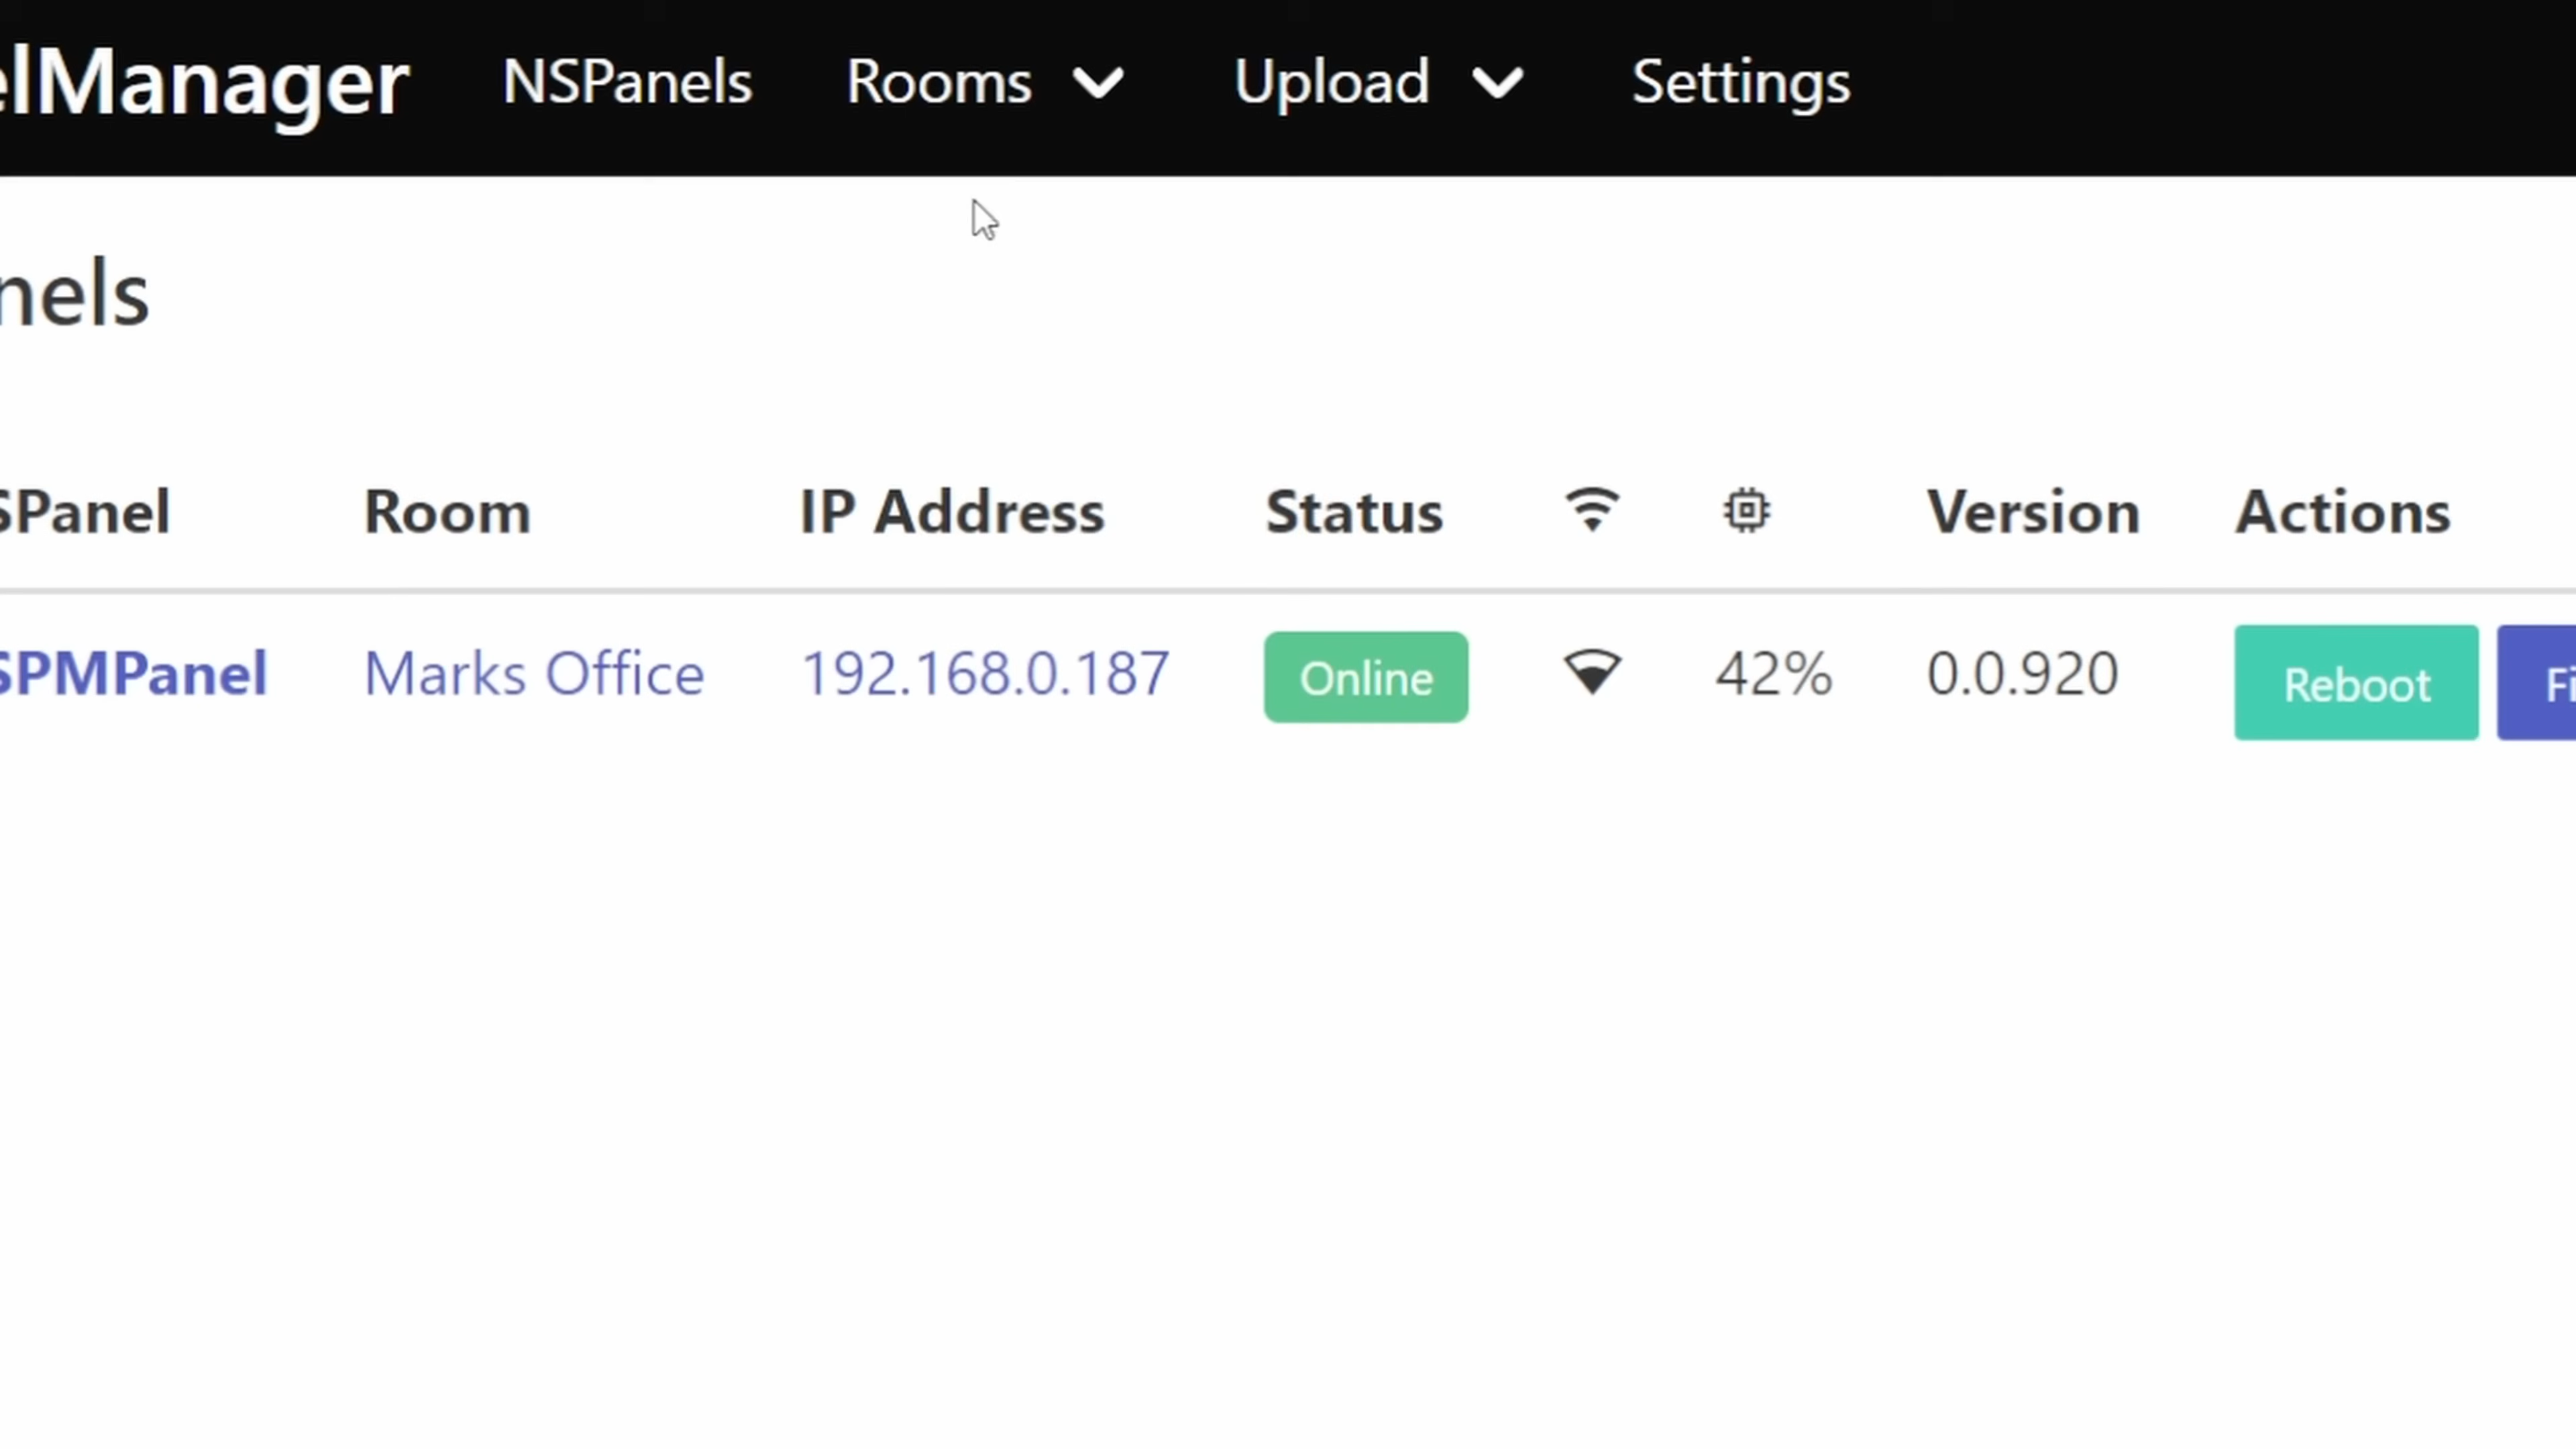 elManager NSPanels Rooms Upload Settings
nels
SPanel Room IP Address Status Version Actions
SPMPanel Marks Office 192.168.0.187 Online 42% 0.0.920 Reboot Fi